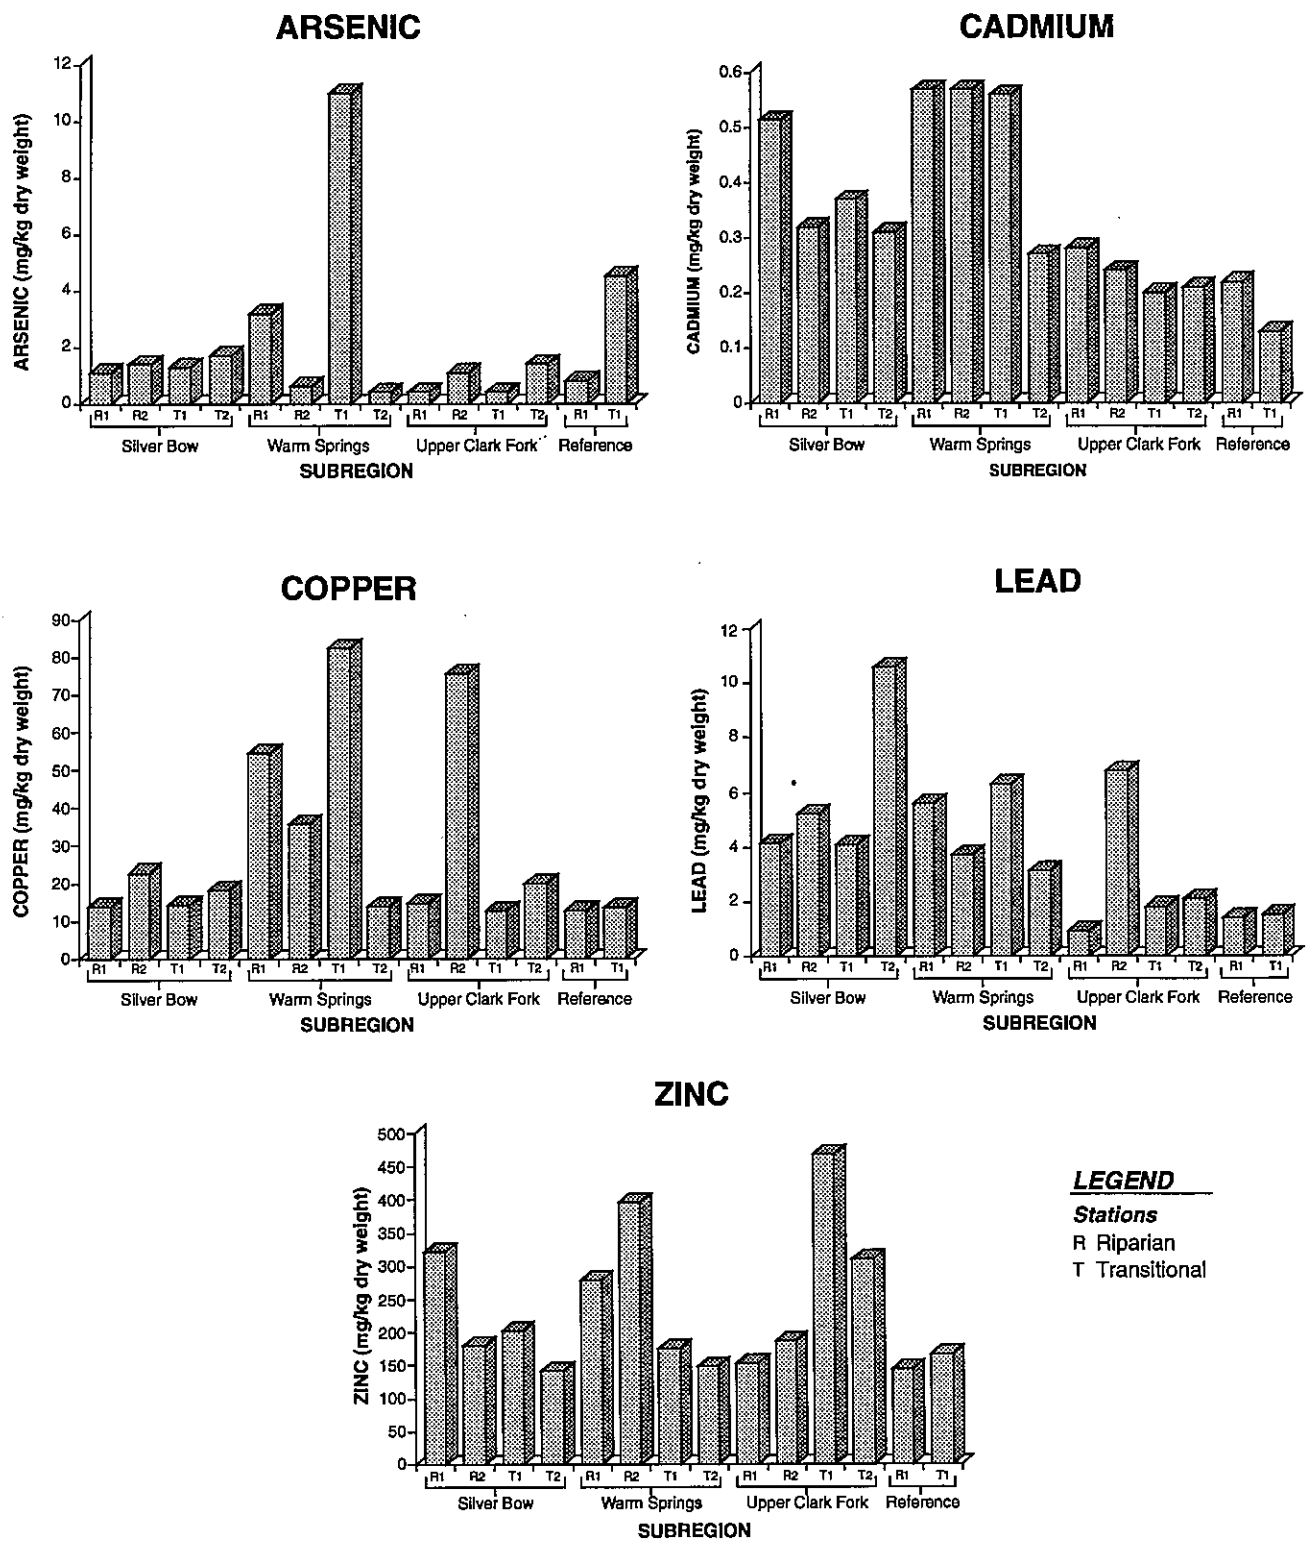 ARSENIC
ARSENIC (mg/kg dry weight)
12
10
8
6
4
2
0
R1 R2 T1 T2 R1 R2 T1 T2 R1 R2 T1 T2 R1 T1
Silver Bow Warm Springs Upper Clark Fork Reference
SUBREGION
CADMIUM
CADMIUM (mg/kg dry weight)
0.6
0.5
0.4
0.3
0.2
0.1
0
R1 R2 T1 T2 R1 R2 T1 T2 R1 R2 T1 T2 R1 T1
Silver Bow Warm Springs Upper Clark Fork Reference
SUBREGION
COPPER
COPPER (mg/kg dry weight)
90
80
70
60
50
40
30
20
10
0
R1 R2 T1 T2 R1 R2 T1 T2 R1 R2 T1 T2 R1 T1
Silver Bow Warm Springs Upper Clark Fork Reference
SUBREGION
LEAD
LEAD (mg/kg dry weight)
12
10
8
6
4
2
0
R1 R2 T1 T2 R1 R2 T1 T2 R1 R2 T1 T2 R1 T1
Silver Bow Warm Springs Upper Clark Fork Reference
SUBREGION
ZINC
ZINC (mg/kg dry weight)
500
450
400
350
300
250
200
150
100
50
0
R1 R2 T1 T2 R1 R2 T1 T2 R1 R2 T1 T2 R1 T1
Silver Bow Warm Springs Upper Clark Fork Reference
SUBREGION
LEGEND
Stations
R Riparian
T Transitional